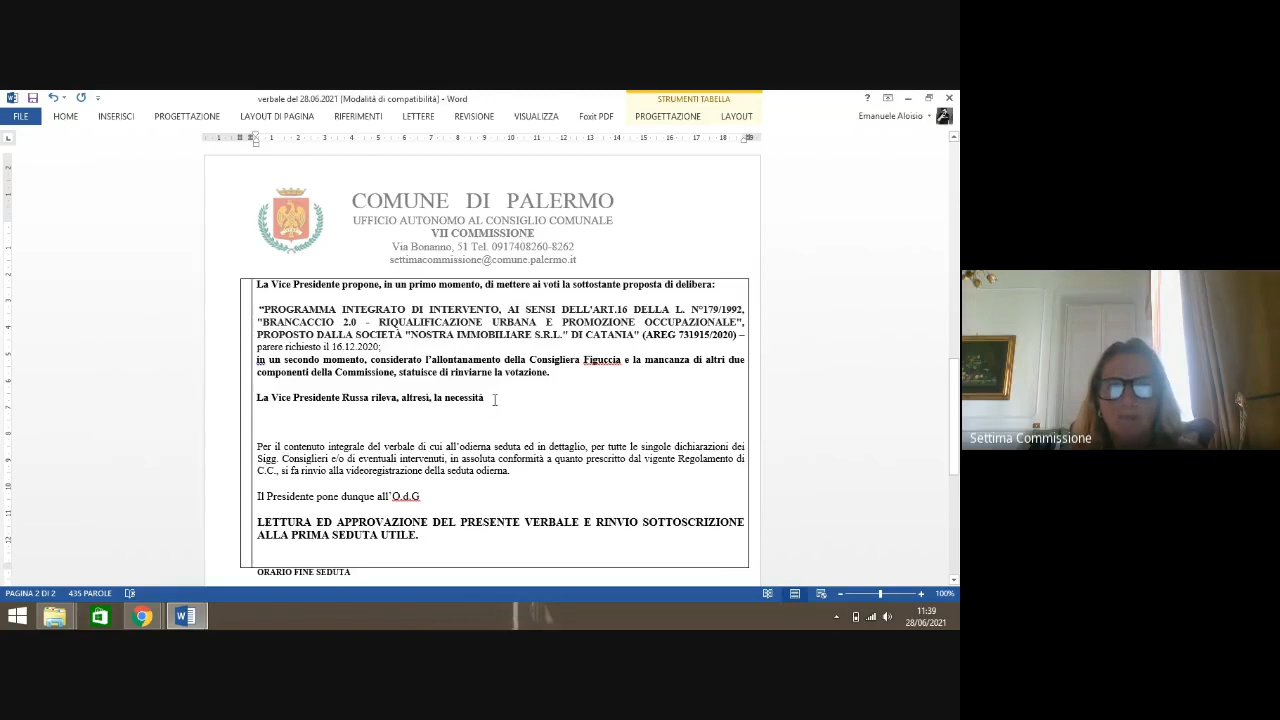 verbale del 28.06.2021 [Modalità di compatibilità] - Word
STRUMENTI TABELLA
FILE HOME INSERISCI PROGETTAZIONE LAYOUT DI PAGINA RIFERIMENTI LETTERE REVISIONE VISUALIZZA Foxit PDF PROGETTAZIONE LAYOUT Emanuele Aloisio
COMUNE DI PALERMO
UFFICIO AUTONOMO AL CONSIGLIO COMUNALE
VII COMMISSIONE
Via Bonanno, 51 Tel. 0917408260-8262
settimacommissione@comune.palermo.it
La Vice Presidente propone, in un primo momento, di mettere ai voti la sottostante proposta di delibera:
“PROGRAMMA INTEGRATO DI INTERVENTO, AI SENSI DELL'ART.16 DELLA L. N°179/1992,
"BRANCACCIO 2.0 - RIQUALIFICAZIONE URBANA E PROMOZIONE OCCUPAZIONALE",
PROPOSTO DALLA SOCIETÀ "NOSTRA IMMOBILIARE S.R.L." DI CATANIA" (AREG 731915/2020) –
parere richiesto il 16.12.2020;
in un secondo momento, considerato l’allontanamento della Consigliera Figuccia e la mancanza di altri due
componenti della Commissione, statuisce di rinviarne la votazione.
La Vice Presidente Russa rileva, altresì, la necessità
Per il contenuto integrale del verbale di cui all’odierna seduta ed in dettaglio, per tutte le singole dichiarazioni dei
Sigg. Consiglieri e/o di eventuali intervenuti, in assoluta conformità a quanto prescritto dal vigente Regolamento di
C.C., si fa rinvio alla videoregistrazione della seduta odierna.
Il Presidente pone dunque all’O.d.G
LETTURA ED APPROVAZIONE DEL PRESENTE VERBALE E RINVIO SOTTOSCRIZIONE
ALLA PRIMA SEDUTA UTILE.
ORARIO FINE SEDUTA
PAGINA 2 DI 2 435 PAROLE 100%
11:39
28/06/2021
Settima Commissione